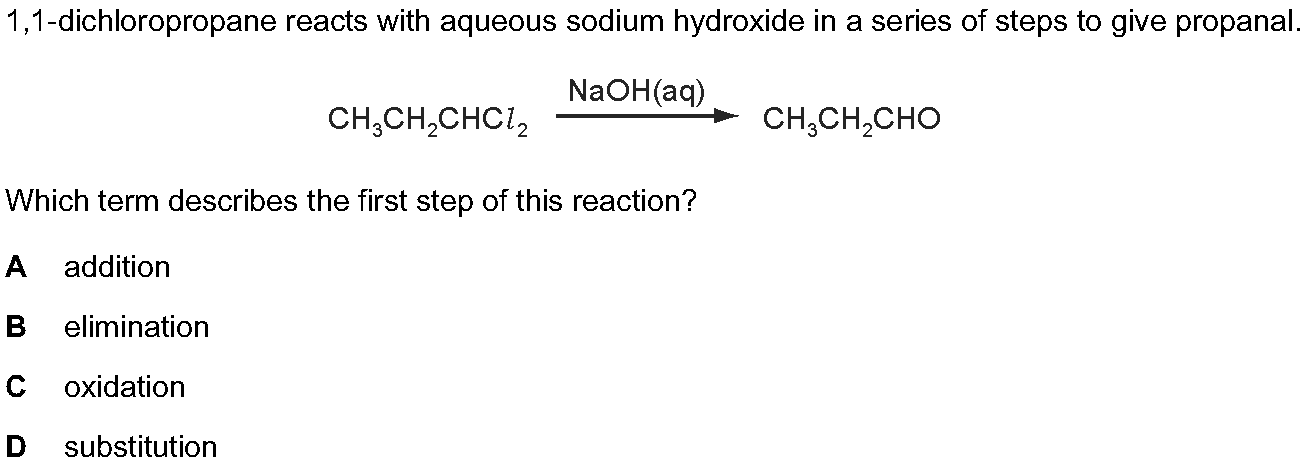 1,1-dichloropropane reacts with aqueous sodium hydroxide in a series of steps to give propanal.
NaOH(aq)
CH₃CH₂CHCl₂ ⟶ CH₃CH₂CHO
Which term describes the first step of this reaction?
A addition
B elimination
C oxidation
D substitution